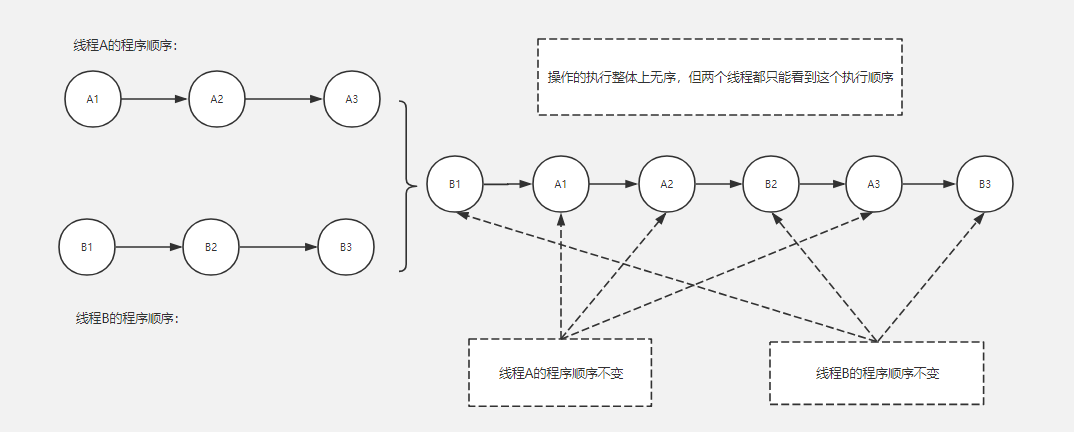 线程A的程序顺序：
A1
A2
A3
操作的执行整体上无序，但两个线程都只能看到这个执行顺序
B1
A1
A2
B2
A3
B3
B1
B2
B3
线程B的程序顺序：
线程A的程序顺序不变
线程B的程序顺序不变